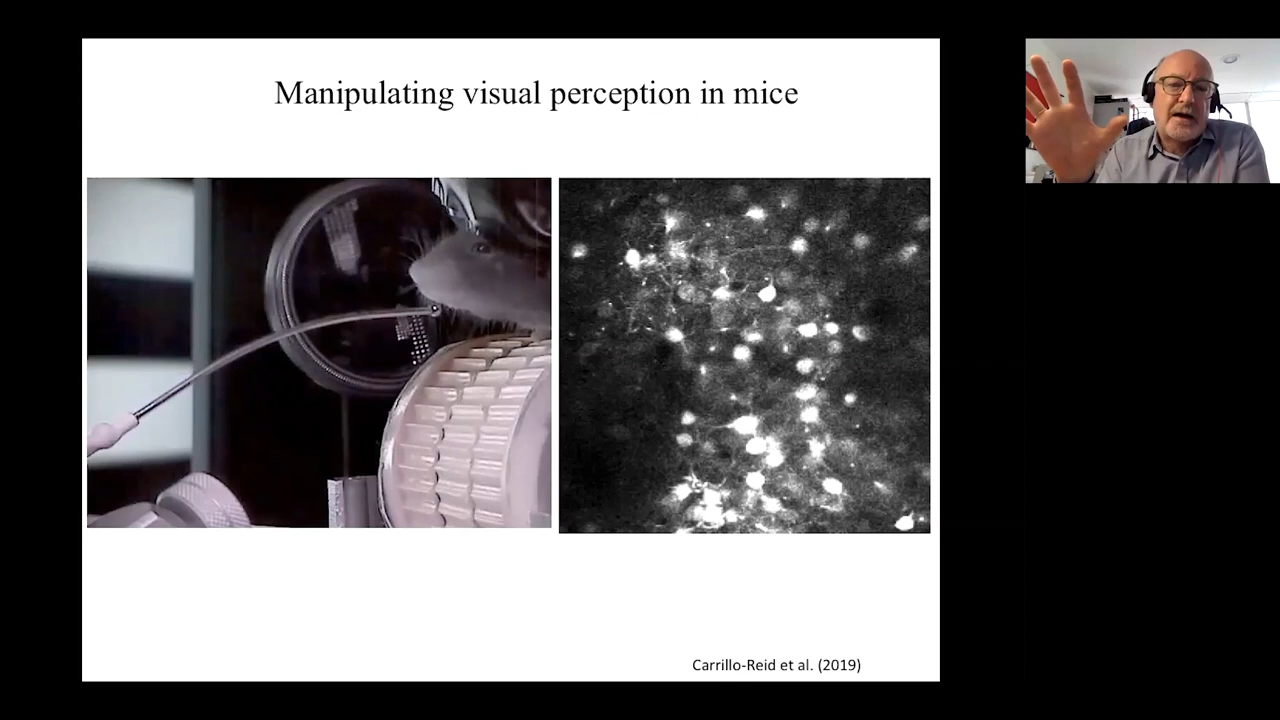 Manipulating visual perception in mice
Carrillo-Reid et al. (2019)